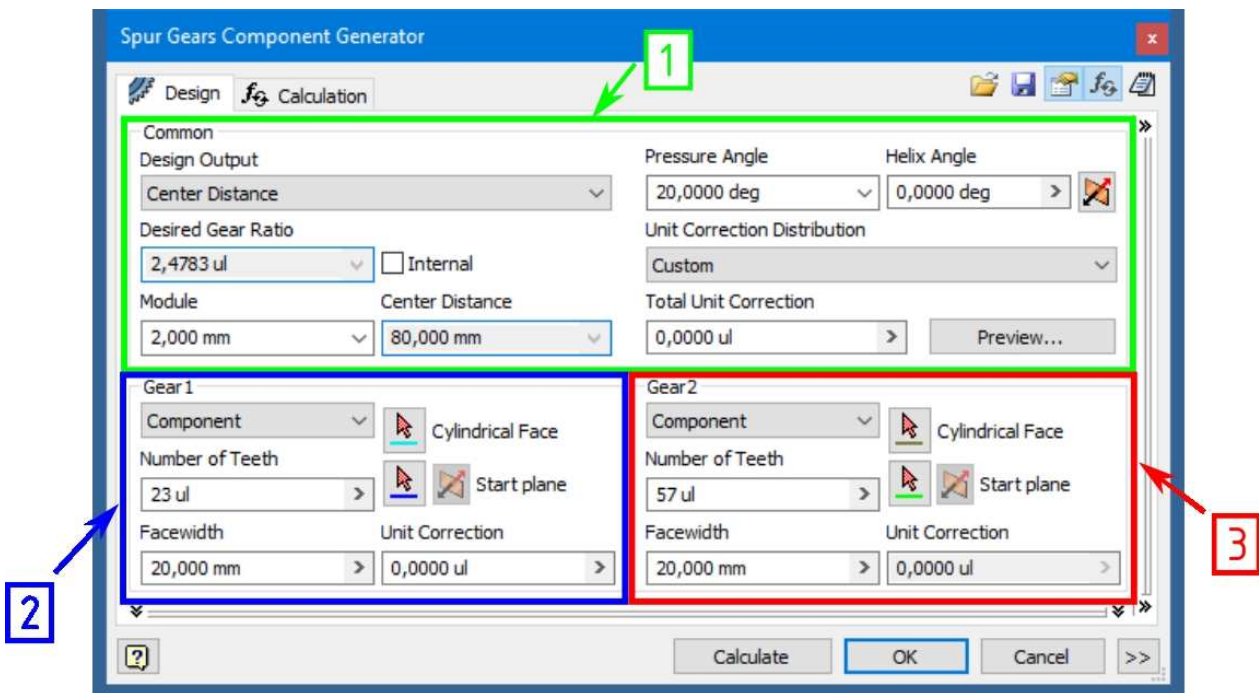 Spur Gears Component Generator
x
1
Design
fG Calculation
Common
Design Output
Pressure Angle
Helix Angle
Center Distance
20,0000 deg
0,0000 deg
Desired Gear Ratio
Unit Correction Distribution
2,4783 ul
Internal
Custom
Module
Center Distance
Total Unit Correction
2,000 mm
80,000 mm
0,0000 ul
Preview...
Gear1
Component
Cylindrical Face
Number of Teeth
Start plane
23 ul
Facewidth
Unit Correction
20,000 mm
0,0000 ul
Gear2
Component
Cylindrical Face
Number of Teeth
Start plane
57 ul
Facewidth
Unit Correction
20,000 mm
0,0000 ul
2
3
?
Calculate
OK
Cancel
>>